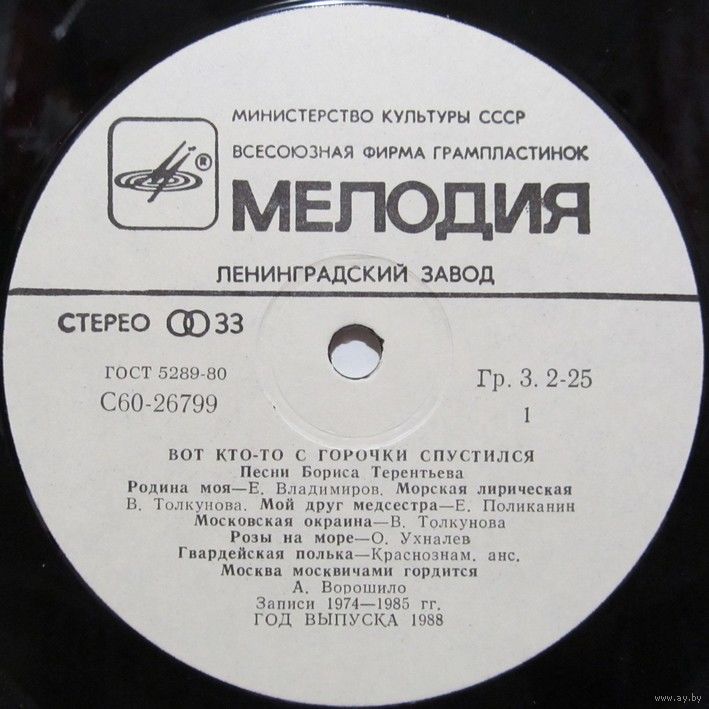 МИНИСТЕРСТВО КУЛЬТУРЫ СССР
ВСЕСОЮЗНАЯ ФИРМА ГРАМПЛАСТИНОК
®
МЕЛОДИЯ
ЛЕНИНГРАДСКИЙ ЗАВОД
СТЕРЕО 33
ГОСТ 5289-80
Гр. 3. 2-25
С60-26799
1
ВОТ КТО-ТО С ГОРОЧКИ СПУСТИЛСЯ
Песни Бориса Терентьева
Родина моя—Е. Владимиров. Морская лирическая
В. Толкунова. Мой друг медсестра—Е. Поликанин
Московская окраина—В. Толкунова
Розы на море—О. Ухналев
Гвардейская полька—Краснознам. анс.
Москва москвичами гордится
А. Ворошило
Записи 1974—1985 гг.
ГОД ВЫПУСКА 1988
www.ay.by